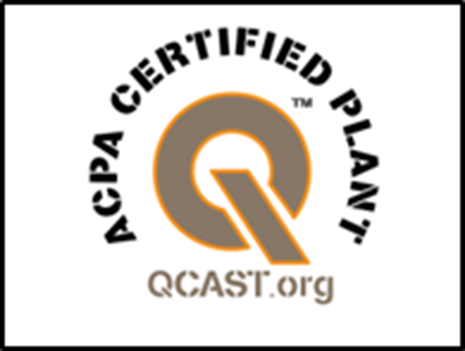 ACPA CERTIFIED PLANT
™
Q
QCAST.org